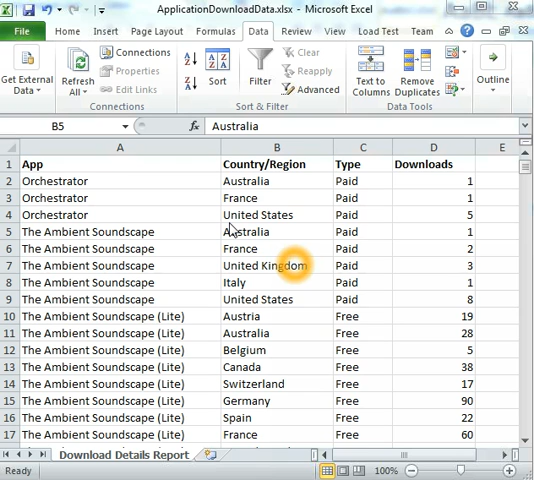 ApplicationDownloadData.xlsx - Microsoft Excel
File Home Insert Page Layout Formulas Data Review Load Test Team
Get External Data
Refresh All
Connections
Properties
Edit Links
Connections
Sort
Filter
Clear
Reapply
Advanced
Sort & Filter
Text to Columns
Remove Duplicates
Data Tools
Outline
B5 fx Australia
A B C D E
1 App Country/Region Type Downloads
2 Orchestrator Australia Paid 1
3 Orchestrator France Paid 1
4 Orchestrator United States Paid 5
5 The Ambient Soundscape Australia Paid 1
6 The Ambient Soundscape France Paid 2
7 The Ambient Soundscape United Kingdom Paid 3
8 The Ambient Soundscape Italy Paid 1
9 The Ambient Soundscape United States Paid 8
10 The Ambient Soundscape (Lite) Austria Free 19
11 The Ambient Soundscape (Lite) Australia Free 28
12 The Ambient Soundscape (Lite) Belgium Free 5
13 The Ambient Soundscape (Lite) Canada Free 38
14 The Ambient Soundscape (Lite) Switzerland Free 17
15 The Ambient Soundscape (Lite) Germany Free 90
16 The Ambient Soundscape (Lite) Spain Free 22
17 The Ambient Soundscape (Lite) France Free 60
Download Details Report
Ready 100%